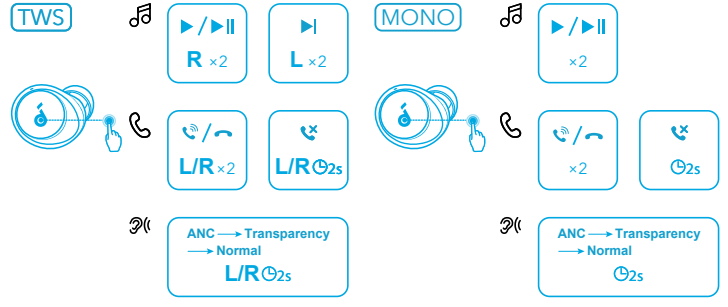 TWS
R ×2
L ×2
L/R ×2
L/R 2s
ANC Transparency
Normal
L/R 2s
MONO
×2
×2
2s
ANC Transparency
Normal
2s